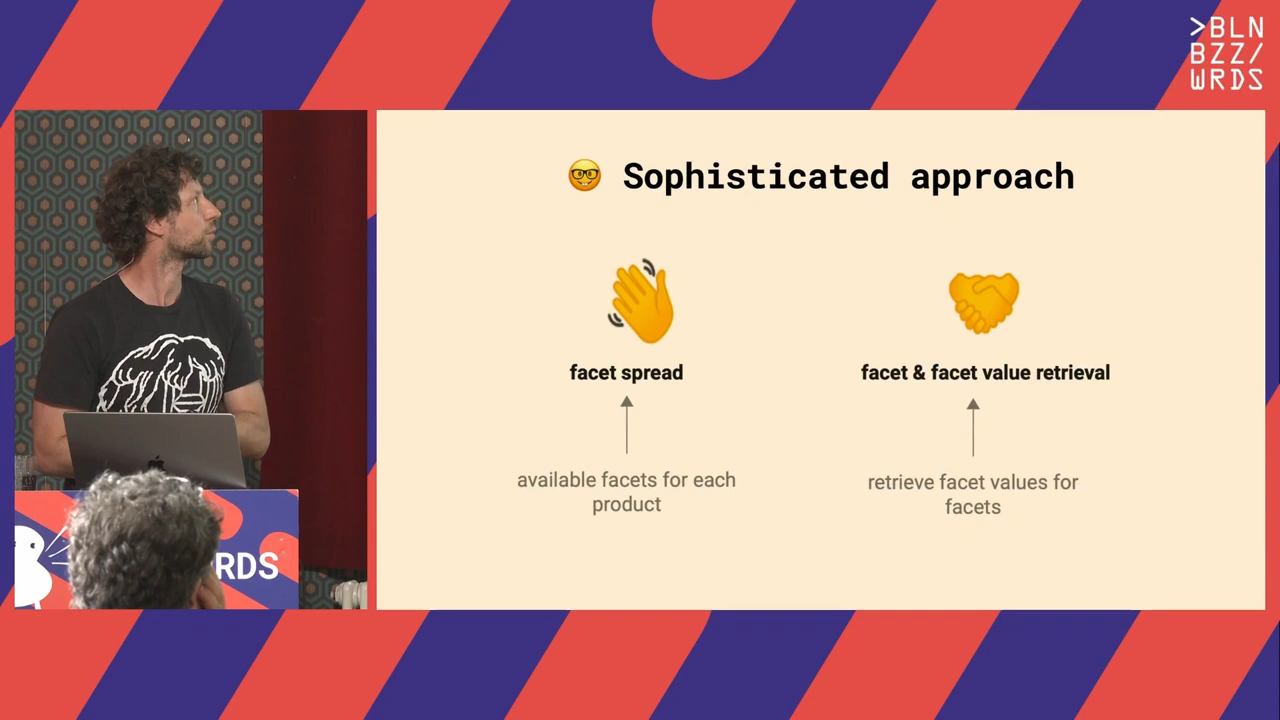 >BLN
BZZ/
WRDS
🤓 Sophisticated approach
facet spread
facet & facet value retrieval
available facets for each
product
retrieve facet values for
facets
RDS